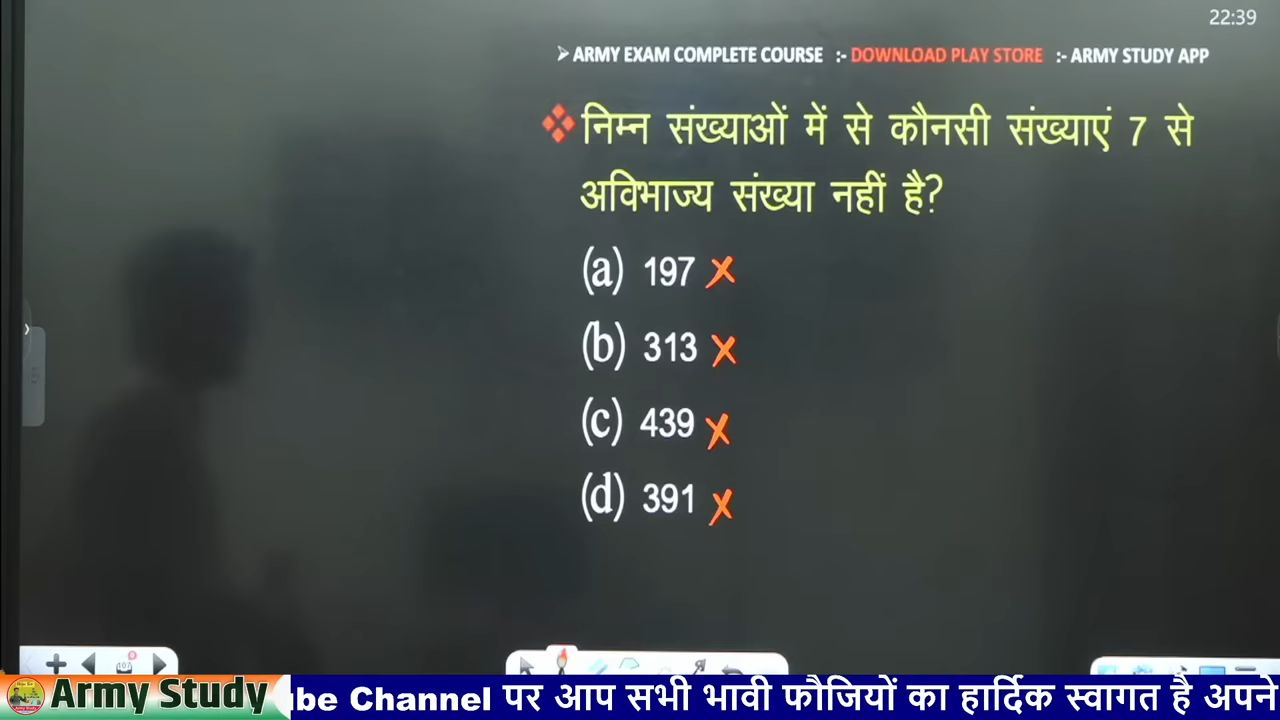 22:39
➢ ARMY EXAM COMPLETE COURSE :- DOWNLOAD PLAY STORE :- ARMY STUDY APP
❖ निम्न संख्याओं में से कौनसी संख्याएं 7 से
अविभाज्य संख्या नहीं है?
(a) 197 ✗
(b) 313 ✗
(c) 439 ✗
(d) 391 ✗
Army Study
be Channel पर आप सभी भावी फौजियों का हार्दिक स्वागत है अपने